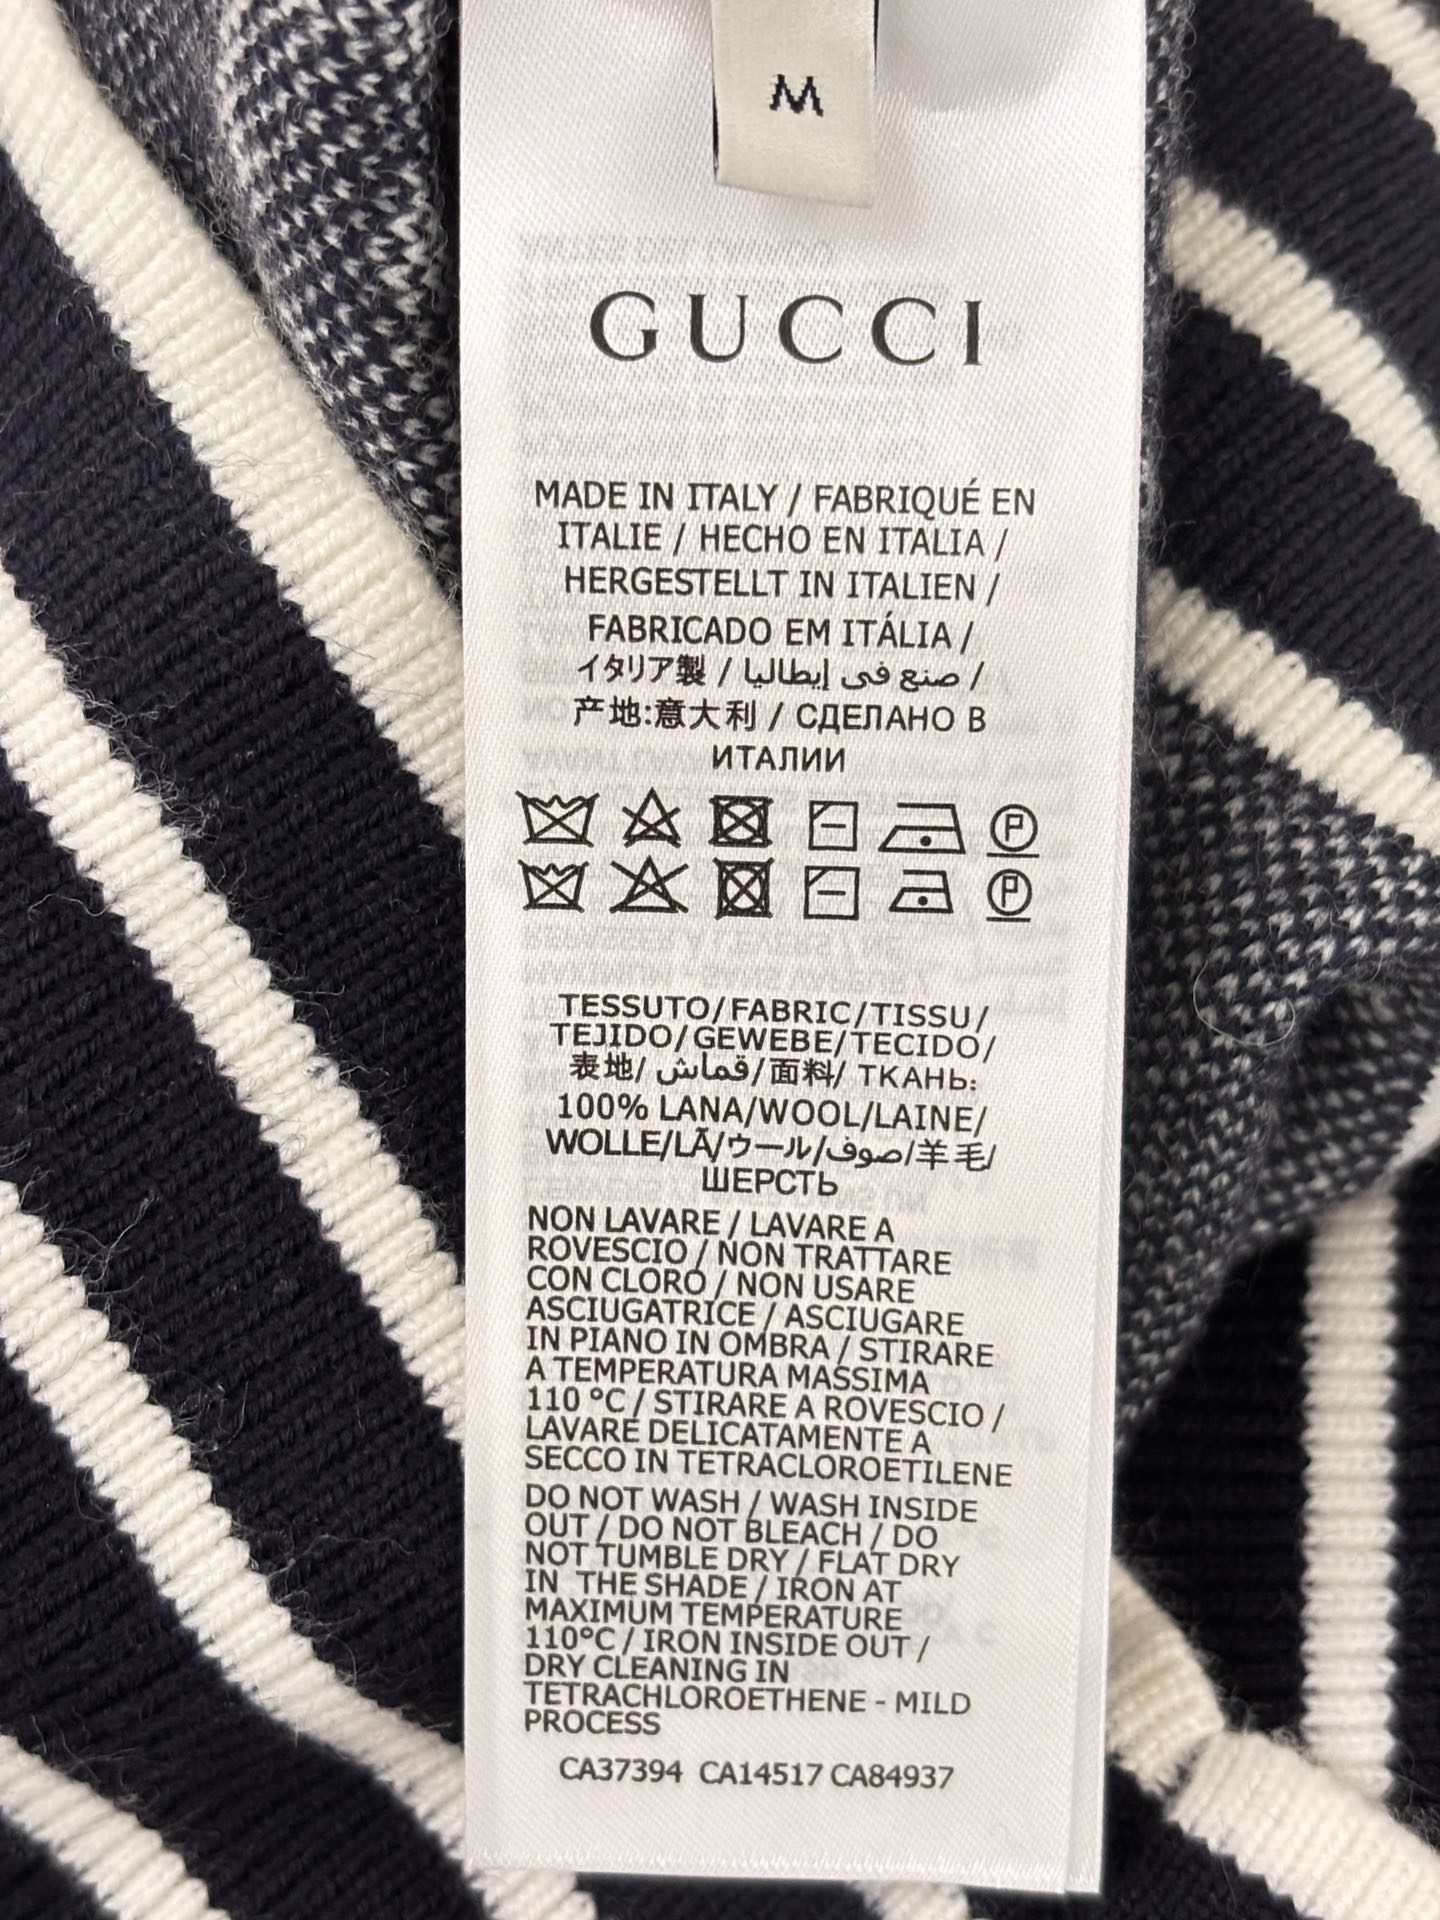 M
GUCCI
MADE IN ITALY / FABRIQUÉ EN
ITALIE / HECHO EN ITALIA /
HERGESTELLT IN ITALIEN /
FABRICADO EM ITÁLIA /
イタリア製 / صنع في إيطاليا /
产地:意大利 / СДЕЛАНО В
ИТАЛИИ
P
P
TESSUTO/FABRIC/TISSU/
TEJIDO/GEWEBE/TECIDO/
表地/ قماش/面料/ ТКАНЬ:
100% LANA/WOOL/LAINE/
WOLLE/LÃ/ウール/صوف/羊毛/
ШЕРСТЬ
NON LAVARE / LAVARE A
ROVESCIO / NON TRATTARE
CON CLORO / NON USARE
ASCIUGATRICE / ASCIUGARE
IN PIANO IN OMBRA / STIRARE
A TEMPERATURA MASSIMA
110 °C / STIRARE A ROVESCIO /
LAVARE DELICATAMENTE A
SECCO IN TETRACLOROETILENE
DO NOT WASH / WASH INSIDE
OUT / DO NOT BLEACH / DO
NOT TUMBLE DRY / FLAT DRY
IN THE SHADE / IRON AT
MAXIMUM TEMPERATURE
110°C / IRON INSIDE OUT /
DRY CLEANING IN
TETRACHLOROETHENE - MILD
PROCESS
CA37394 CA14517 CA84937